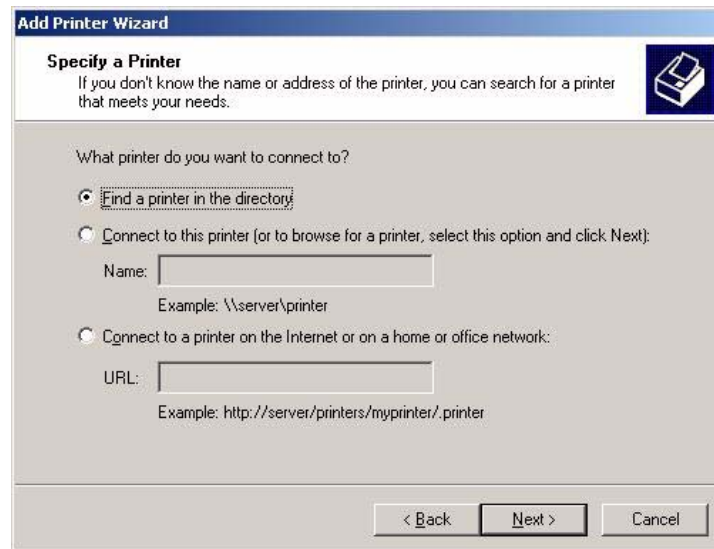 Add Printer Wizard
Specify a Printer
If you don't know the name or address of the printer, you can search for a printer
that meets your needs.
What printer do you want to connect to?
Find a printer in the directory
Connect to this printer (or to browse for a printer, select this option and click Next):
Name:
Example: \\server\printer
Connect to a printer on the Internet or on a home or office network:
URL:
Example: http://server/printers/myprinter/.printer
< Back Next > Cancel